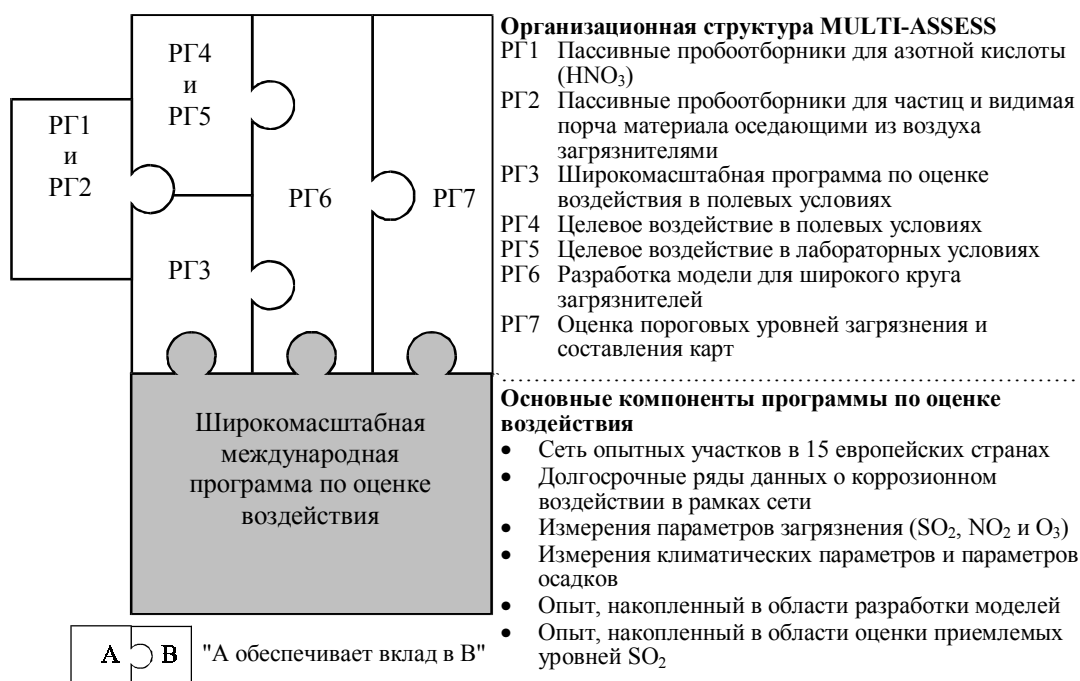 РГ4
и
РГ5
РГ1
и
РГ2
РГ6
РГ7
РГ3
Широкомасштабная
международная
программа по оценке
воздействия
A B "А обеспечивает вклад в В"
Организационная структура MULTI-ASSESS
РГ1 Пассивные пробоотборники для азотной кислоты
(HNO₃)
РГ2 Пассивные пробоотборники для частиц и видимая
порча материала оседающими из воздуха
загрязнителями
РГ3 Широкомасштабная программа по оценке
воздействия в полевых условиях
РГ4 Целевое воздействие в полевых условиях
РГ5 Целевое воздействие в лабораторных условиях
РГ6 Разработка модели для широкого круга
загрязнителей
РГ7 Оценка пороговых уровней загрязнения и
составления карт
Основные компоненты программы по оценке
воздействия
• Сеть опытных участков в 15 европейских странах
• Долгосрочные ряды данных о коррозионном
воздействии в рамках сети
• Измерения параметров загрязнения (SO₂, NO₂ и O₃)
• Измерения климатических параметров и параметров
осадков
• Опыт, накопленный в области разработки моделей
• Опыт, накопленный в области оценки приемлемых
уровней SO₂